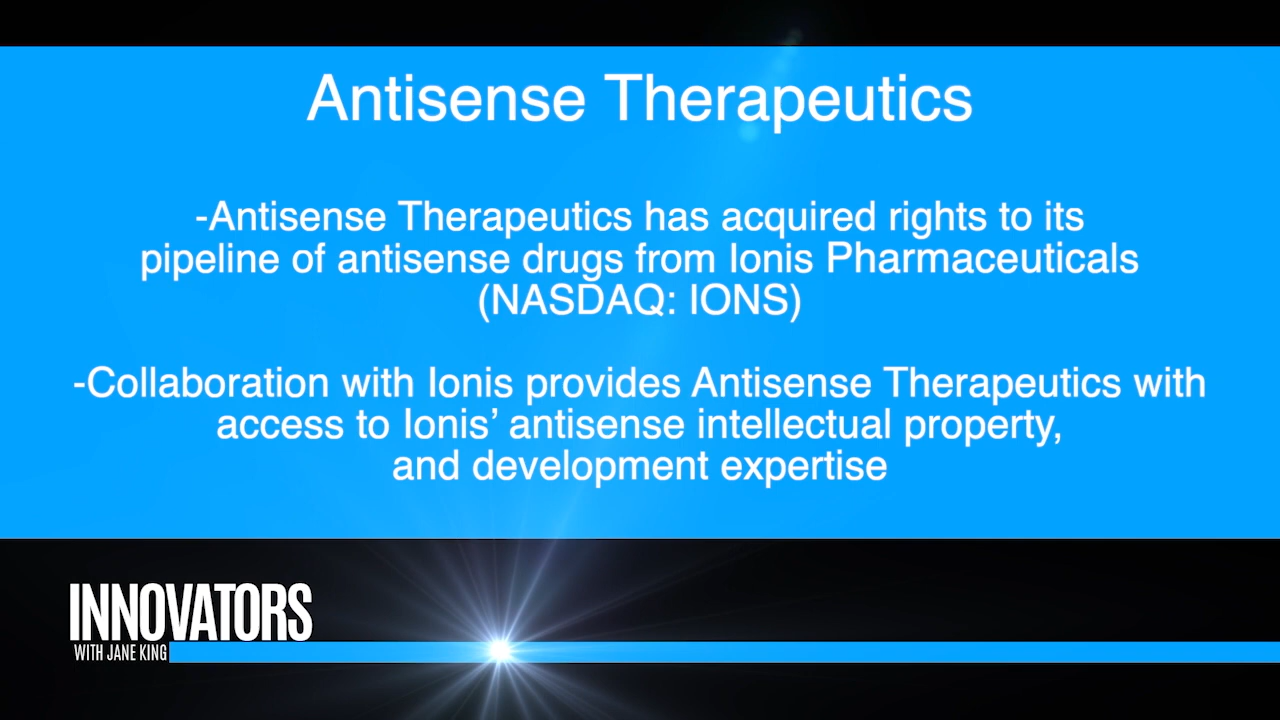 Antisense Therapeutics
-Antisense Therapeutics has acquired rights to its
pipeline of antisense drugs from Ionis Pharmaceuticals
(NASDAQ: IONS)
-Collaboration with Ionis provides Antisense Therapeutics with
access to Ionis’ antisense intellectual property,
and development expertise
INNOVATORS
WITH JANE KING